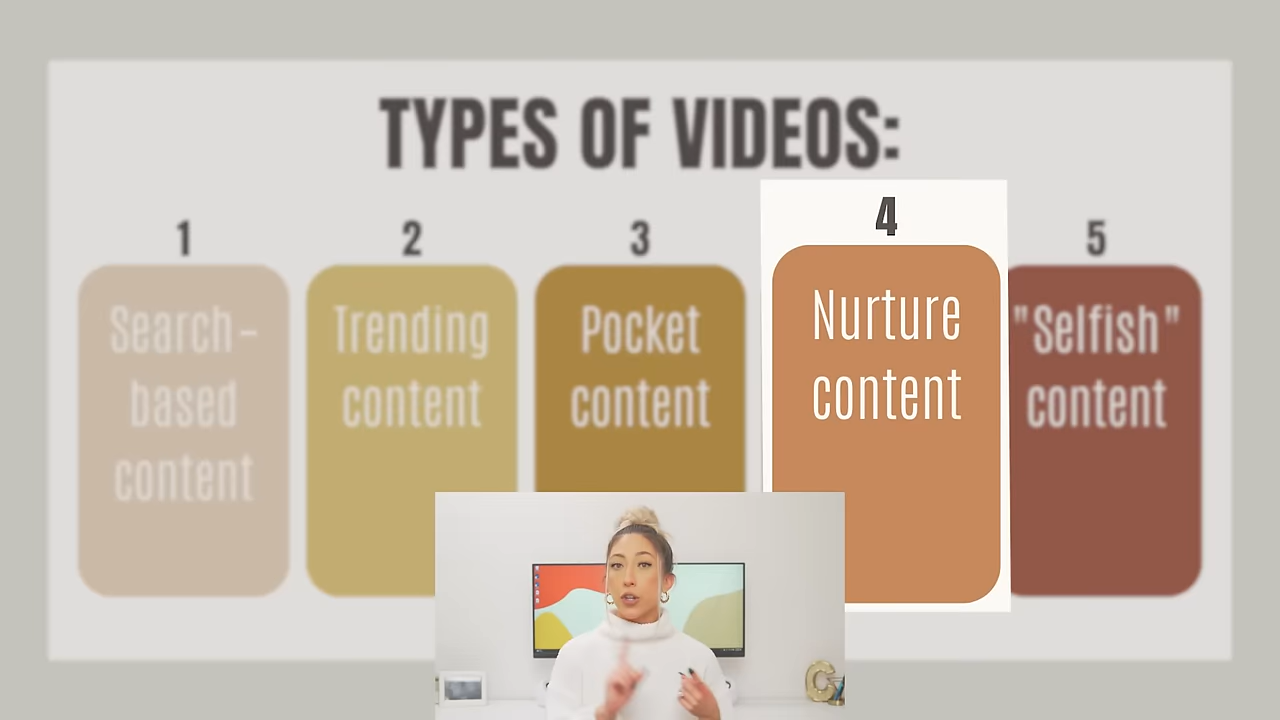 TYPES OF VIDEOS:
1
Search-
based
content
2
Trending
content
3
Pocket
content
4
Nurture
content
5
"Selfish"
content
C